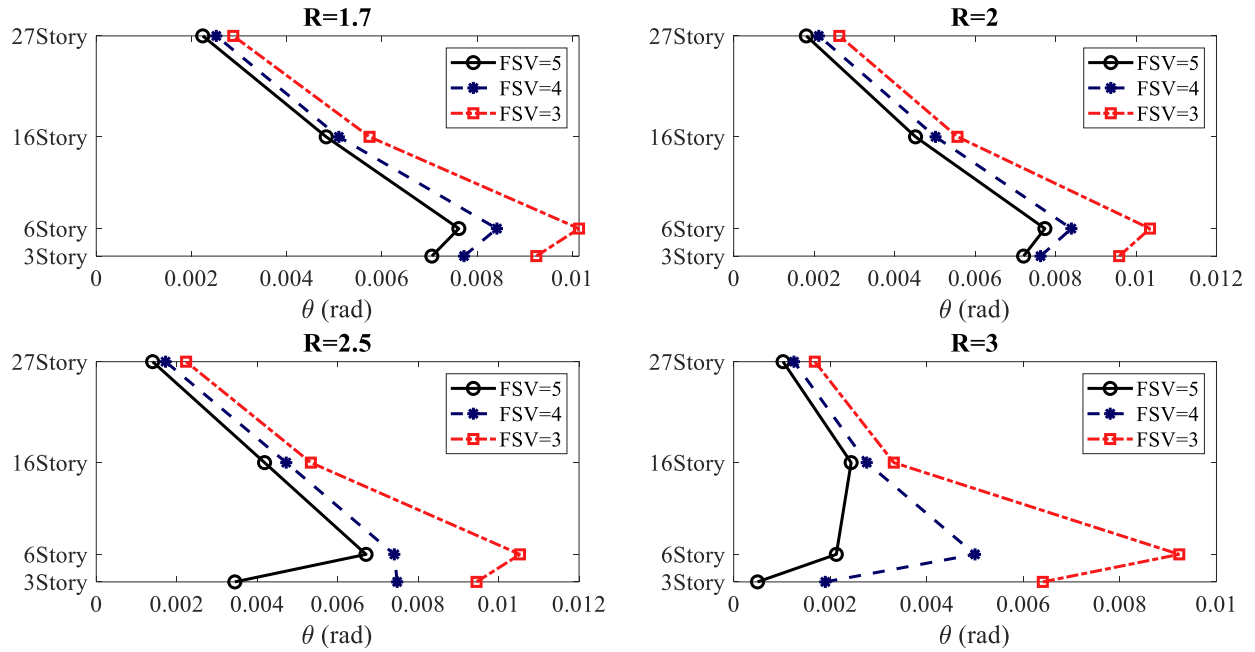 R=1.7
27Story
16Story
6Story
3Story
FSV=5
FSV=4
FSV=3
0 0.002 0.004 0.006 0.008 0.01
θ (rad)
R=2
27Story
16Story
6Story
3Story
FSV=5
FSV=4
FSV=3
0 0.002 0.004 0.006 0.008 0.01 0.012
θ (rad)
R=2.5
27Story
16Story
6Story
3Story
FSV=5
FSV=4
FSV=3
0 0.002 0.004 0.006 0.008 0.01 0.012
θ (rad)
R=3
27Story
16Story
6Story
3Story
FSV=5
FSV=4
FSV=3
0 0.002 0.004 0.006 0.008 0.01
θ (rad)